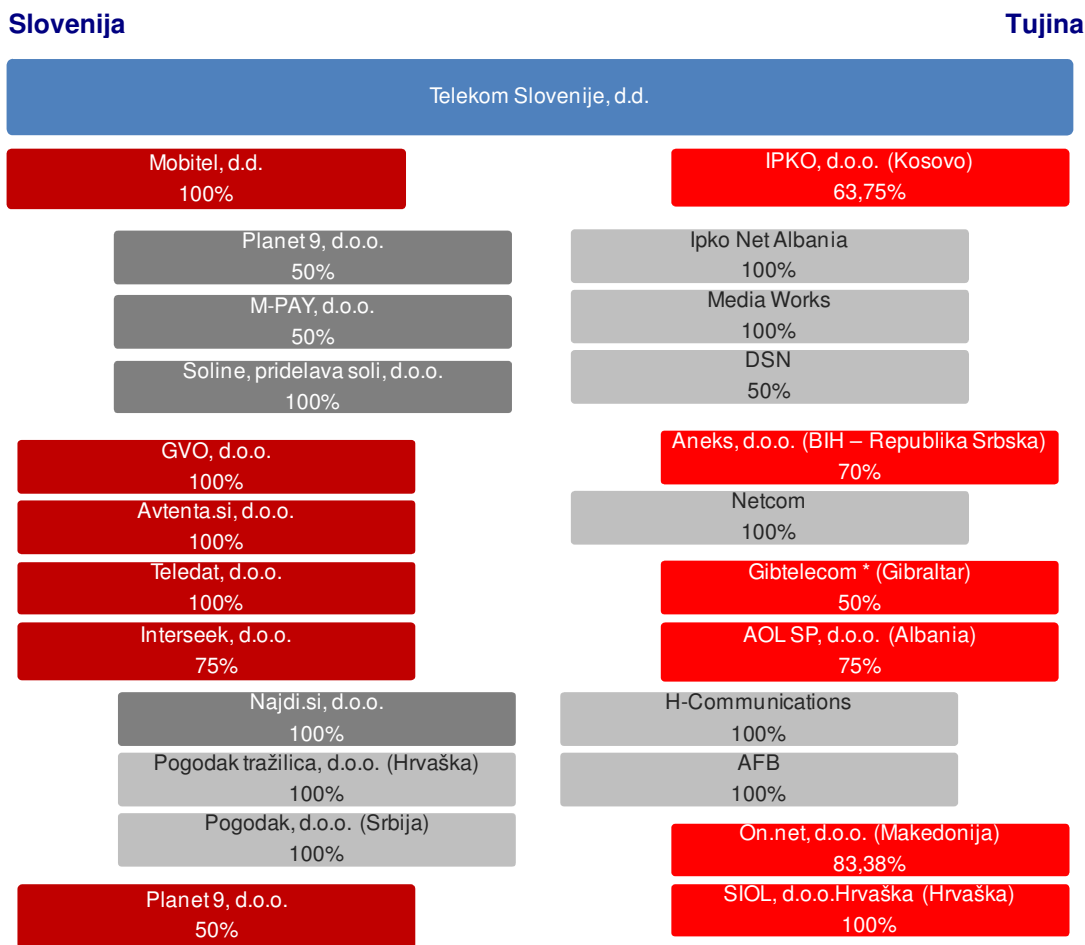 Slovenija
Tujina
Telekom Slovenije, d.d.
Mobitel, d.d.
100%
IPKO, d.o.o. (Kosovo)
63,75%
Planet 9, d.o.o.
50%
Ipko Net Albania
100%
M-PAY, d.o.o.
50%
Media Works
100%
Soline, pridelava soli, d.o.o.
100%
DSN
50%
GVO, d.o.o.
100%
Aneks, d.o.o. (BIH – Republika Srbska)
70%
Avtenta.si, d.o.o.
100%
Netcom
100%
Teledat, d.o.o.
100%
Gibtelecom * (Gibraltar)
50%
Interseek, d.o.o.
75%
AOL SP, d.o.o. (Albania)
75%
Najdi.si, d.o.o.
100%
H-Communications
100%
Pogodak tražilica, d.o.o. (Hrvaška)
100%
AFB
100%
Pogodak, d.o.o. (Srbija)
100%
On.net, d.o.o. (Makedonija)
83,38%
Planet 9, d.o.o.
50%
SIOL, d.o.o.Hrvaška (Hrvaška)
100%